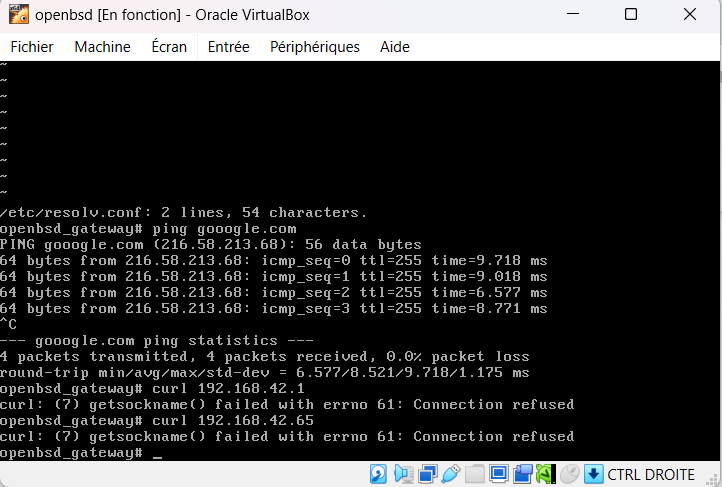 openbsd [En fonction] - Oracle VirtualBox
Fichier Machine Écran Entrée Périphériques Aide
~
~
~
~
~
~
~
~
~
/etc/resolv.conf: 2 lines, 54 characters.
openbsd_gateway# ping gooogle.com
PING gooogle.com (216.58.213.68): 56 data bytes
64 bytes from 216.58.213.68: icmp_seq=0 ttl=255 time=9.718 ms
64 bytes from 216.58.213.68: icmp_seq=1 ttl=255 time=9.018 ms
64 bytes from 216.58.213.68: icmp_seq=2 ttl=255 time=6.577 ms
64 bytes from 216.58.213.68: icmp_seq=3 ttl=255 time=8.771 ms
^C
--- gooogle.com ping statistics ---
4 packets transmitted, 4 packets received, 0.0% packet loss
round-trip min/avg/max/std-dev = 6.577/8.521/9.718/1.175 ms
openbsd_gateway# curl 192.168.42.1
curl: (7) getsockname() failed with errno 61: Connection refused
openbsd_gateway# curl 192.168.42.65
curl: (7) getsockname() failed with errno 61: Connection refused
openbsd_gateway# _
CTRL DROITE